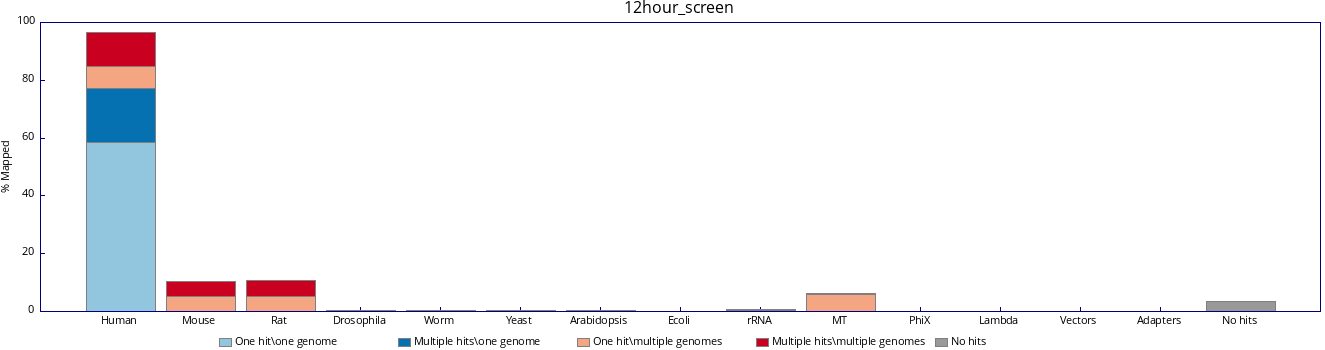 12hour_screen
% Mapped
100
80
60
40
20
0
Human Mouse Rat Drosophila Worm Yeast Arabidopsis Ecoli rRNA MT PhiX Lambda Vectors Adapters No hits
One hit\one genome Multiple hits\one genome One hit\multiple genomes Multiple hits\multiple genomes No hits